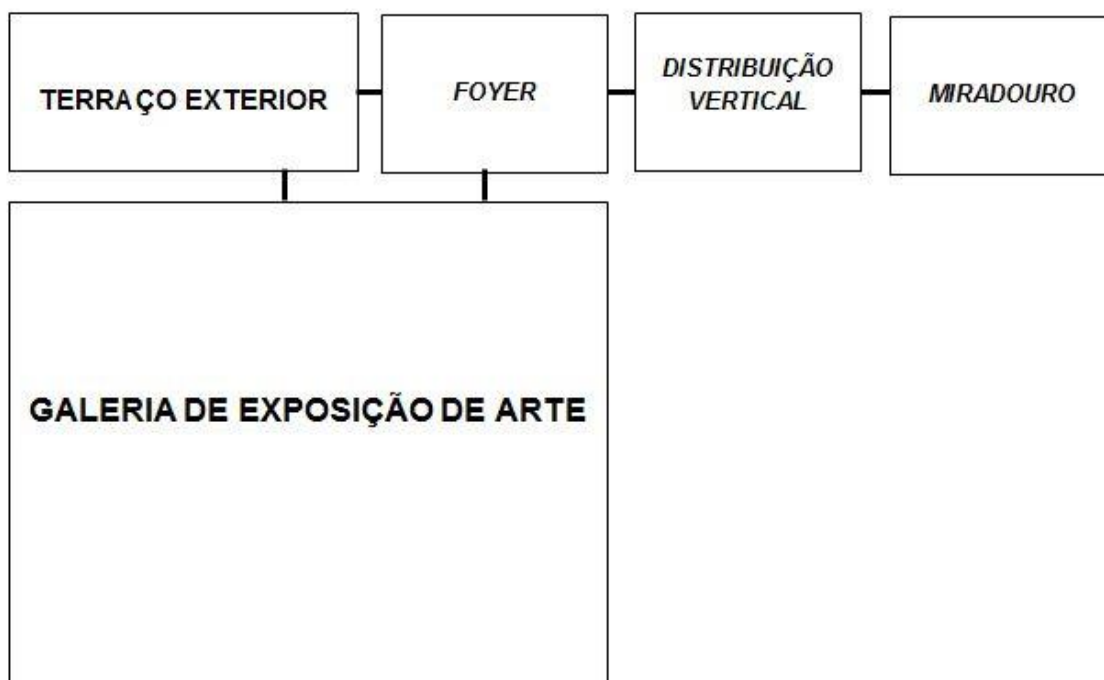 TERRAÇO EXTERIOR
FOYER
DISTRIBUIÇÃO
VERTICAL
MIRADOURO
GALERIA DE EXPOSIÇÃO DE ARTE